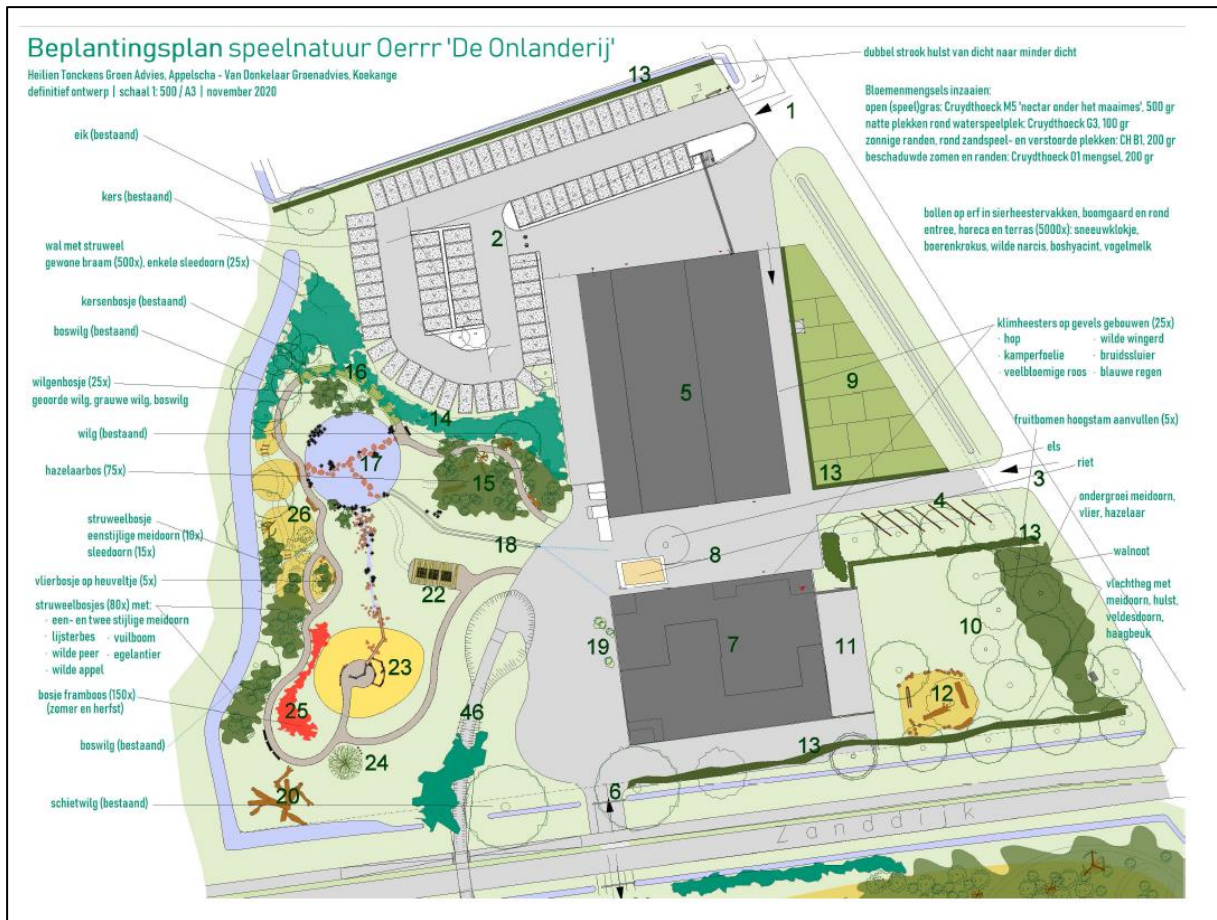 Beplantingsplan speelnatuur Oerrr 'De Onlanderij'
Heilien Tonckens Groen Advies, Appelscha - Van Donkelaar Groenadvies, Koekange
definitief ontwerp | schaal 1: 500 / A3 | november 2020
eik (bestaand)
kers (bestaand)
wal met struweel
gewone braam (500x), enkele sleedoorn (25x)
kersenbosje (bestaand)
boswilg (bestaand)
wilgenbosje (25x)
geoorde wilg, grauwe wilg, boswilg
wilg (bestaand)
hazelaarbos (75x)
struweelbosje
eenstijlige meidoorn (10x)
sleedoorn (15x)
vlierbosje op heuveltje (5x)
struweelbosjes (80x) met:
· een- en twee stijlige meidoorn
· lijsterbes · vuilboom
· wilde peer · egelantier
· wilde appel
bosje framboos (150x)
(zomer en herfst)
boswilg (bestaand)
schietwilg (bestaand)
dubbel strook hulst van dicht naar minder dicht
Bloemenmengsels inzaaien:
open (speel)gras: Cruydthoeck M5 'nectar onder het maaimes', 500 gr
natte plekken rond waterspeelplek: Cruydthoeck G3, 100 gr
zonnige randen, rond zandspeel- en verstoorde plekken: CH B1, 200 gr
beschaduwde zomen en randen: Cruydthoeck O1 mengsel, 200 gr
bollen op erf in sierheestervakken, boomgaard en rond
entree, horeca en terras (5000x): sneeuwklokje,
boerenkrokus, wilde narcis, boshyacint, vogelmelk
klimheesters op gevels gebouwen (25x)
· hop · wilde wingerd
· kamperfoelie · bruidssluier
· veelbloemige roos · blauwe regen
fruitbomen hoogstam aanvullen (5x)
els
riet
ondergroei meidoorn,
vlier, hazelaar
walnoot
vlechtheg met
meidoorn, hulst,
veldesdoorn,
haagbeuk
13
1
2
5
9
16
14
13
17
15
3
4
13
26
18
8
22
10
19
7
11
23
12
25
46
13
24
20
6
Zanddijk